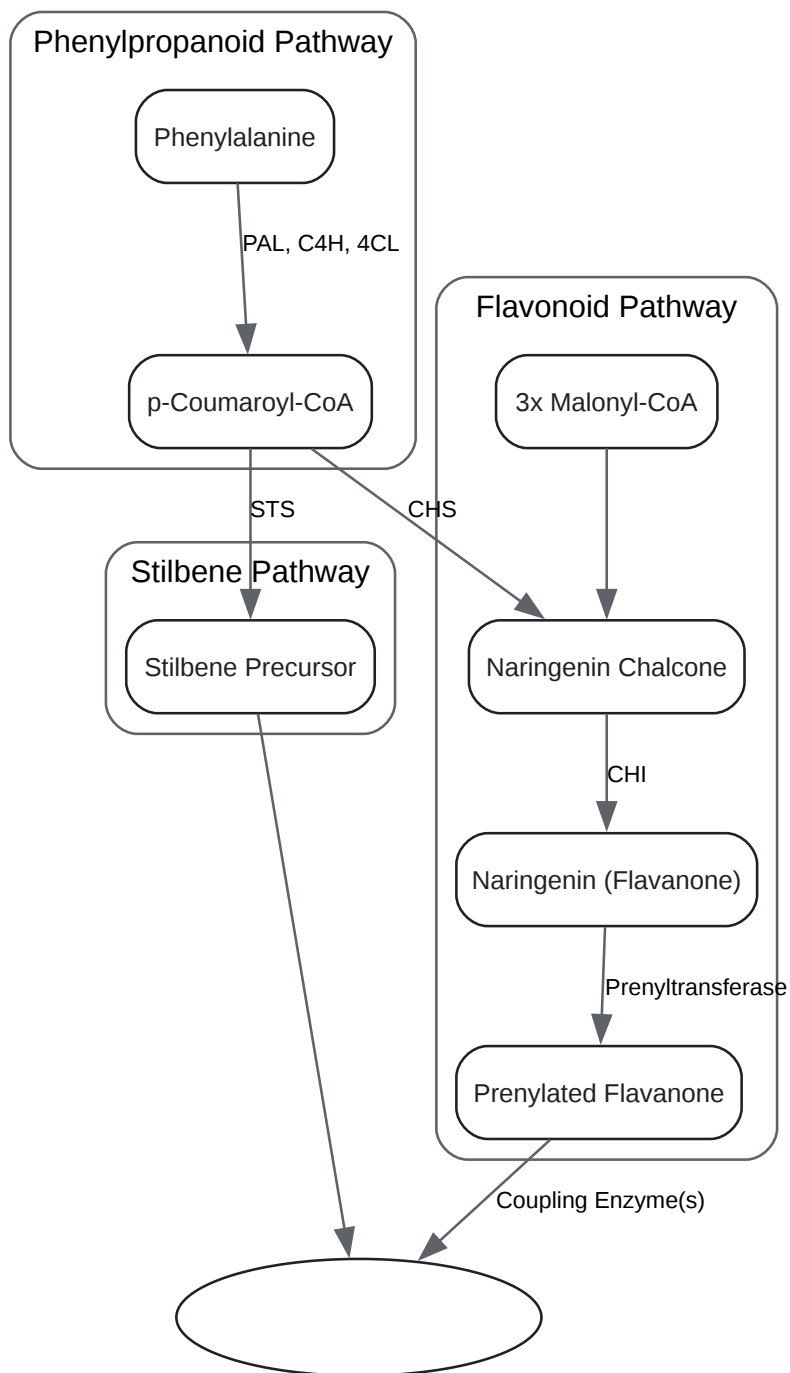 Phenylpropanoid Pathway
Phenylalanine
PAL, C4H, 4CL
Flavonoid Pathway
p-Coumaroyl-CoA
3x Malonyl-CoA
STS
CHS
Stilbene Pathway
Stilbene Precursor
Naringenin Chalcone
CHI
Naringenin (Flavanone)
Prenyltransferase
Prenylated Flavanone
Coupling Enzyme(s)